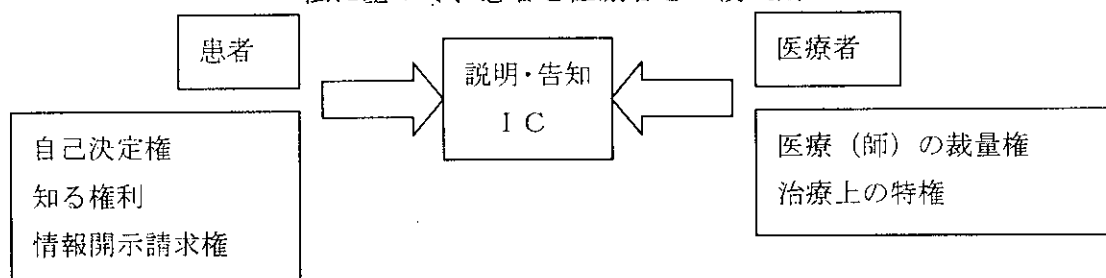 患者
医療者
説明・告知
ＩＣ
自己決定権
知る権利
情報開示請求権
医療（師）の裁量権
治療上の特権